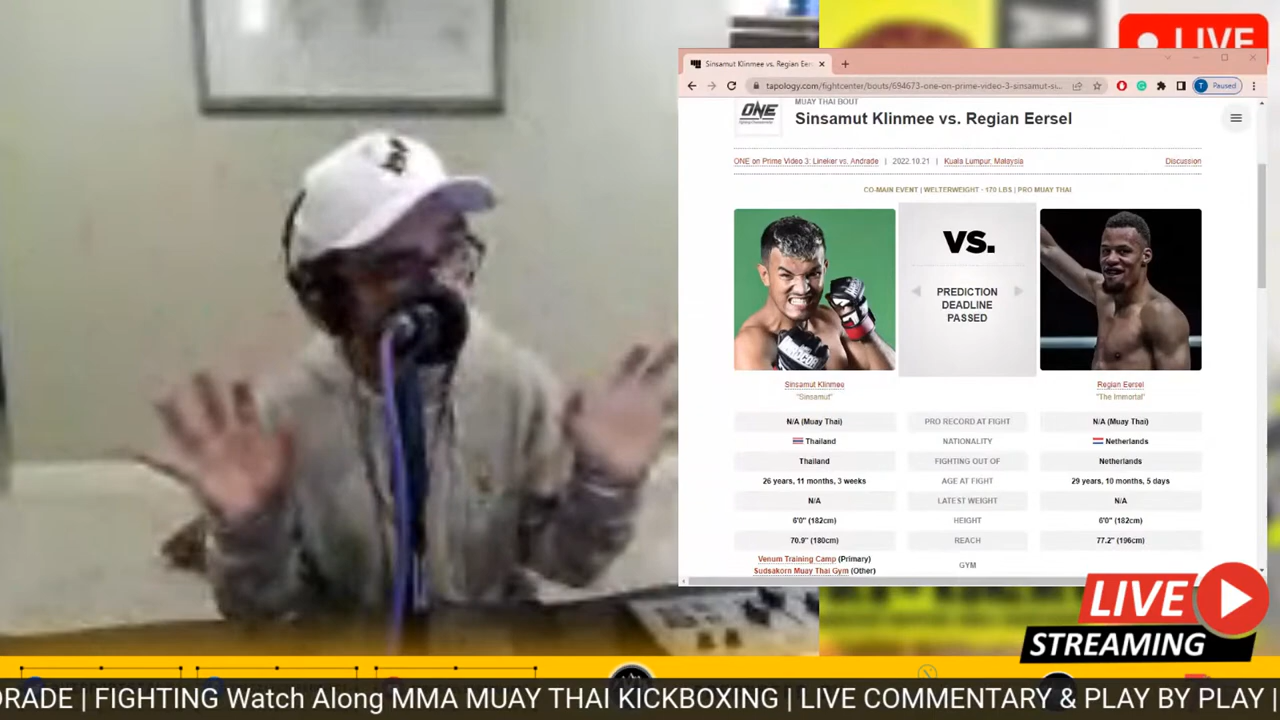 LIVE
Sinsamut Klinmee vs. Regian Eer
tapology.com/fightcenter/bouts/694673-one-on-prime-video-3-sinsamut-s...
T Paused
ONE
MUAY THAI BOUT
Sinsamut Klinmee vs. Regian Eersel
ONE on Prime Video 3: Lineker vs. Andrade | 2022.10.21 | Kuala Lumpur, Malaysia
Discussion
CO-MAIN EVENT | WELTERWEIGHT · 170 LBS | PRO MUAY THAI
VS.
PREDICTION
DEADLINE
PASSED
Sinsamut Klinmee
Regian Eersel
"Sinsamut"
"The Immortal"
N/A (Muay Thai) PRO RECORD AT FIGHT N/A (Muay Thai)
Thailand NATIONALITY Netherlands
Thailand FIGHTING OUT OF Netherlands
26 years, 11 months, 3 weeks AGE AT FIGHT 29 years, 10 months, 5 days
N/A LATEST WEIGHT N/A
6'0" (182cm) HEIGHT 6'0" (182cm)
70.9" (180cm) REACH 77.2" (196cm)
Venum Training Camp (Primary)
Sudsakorn Muay Thai Gym (Other)
GYM
LIVE
STREAMING
DRADE | FIGHTING Watch Along MMA MUAY THAI KICKBOXING | LIVE COMMENTARY & PLAY BY PLAY |